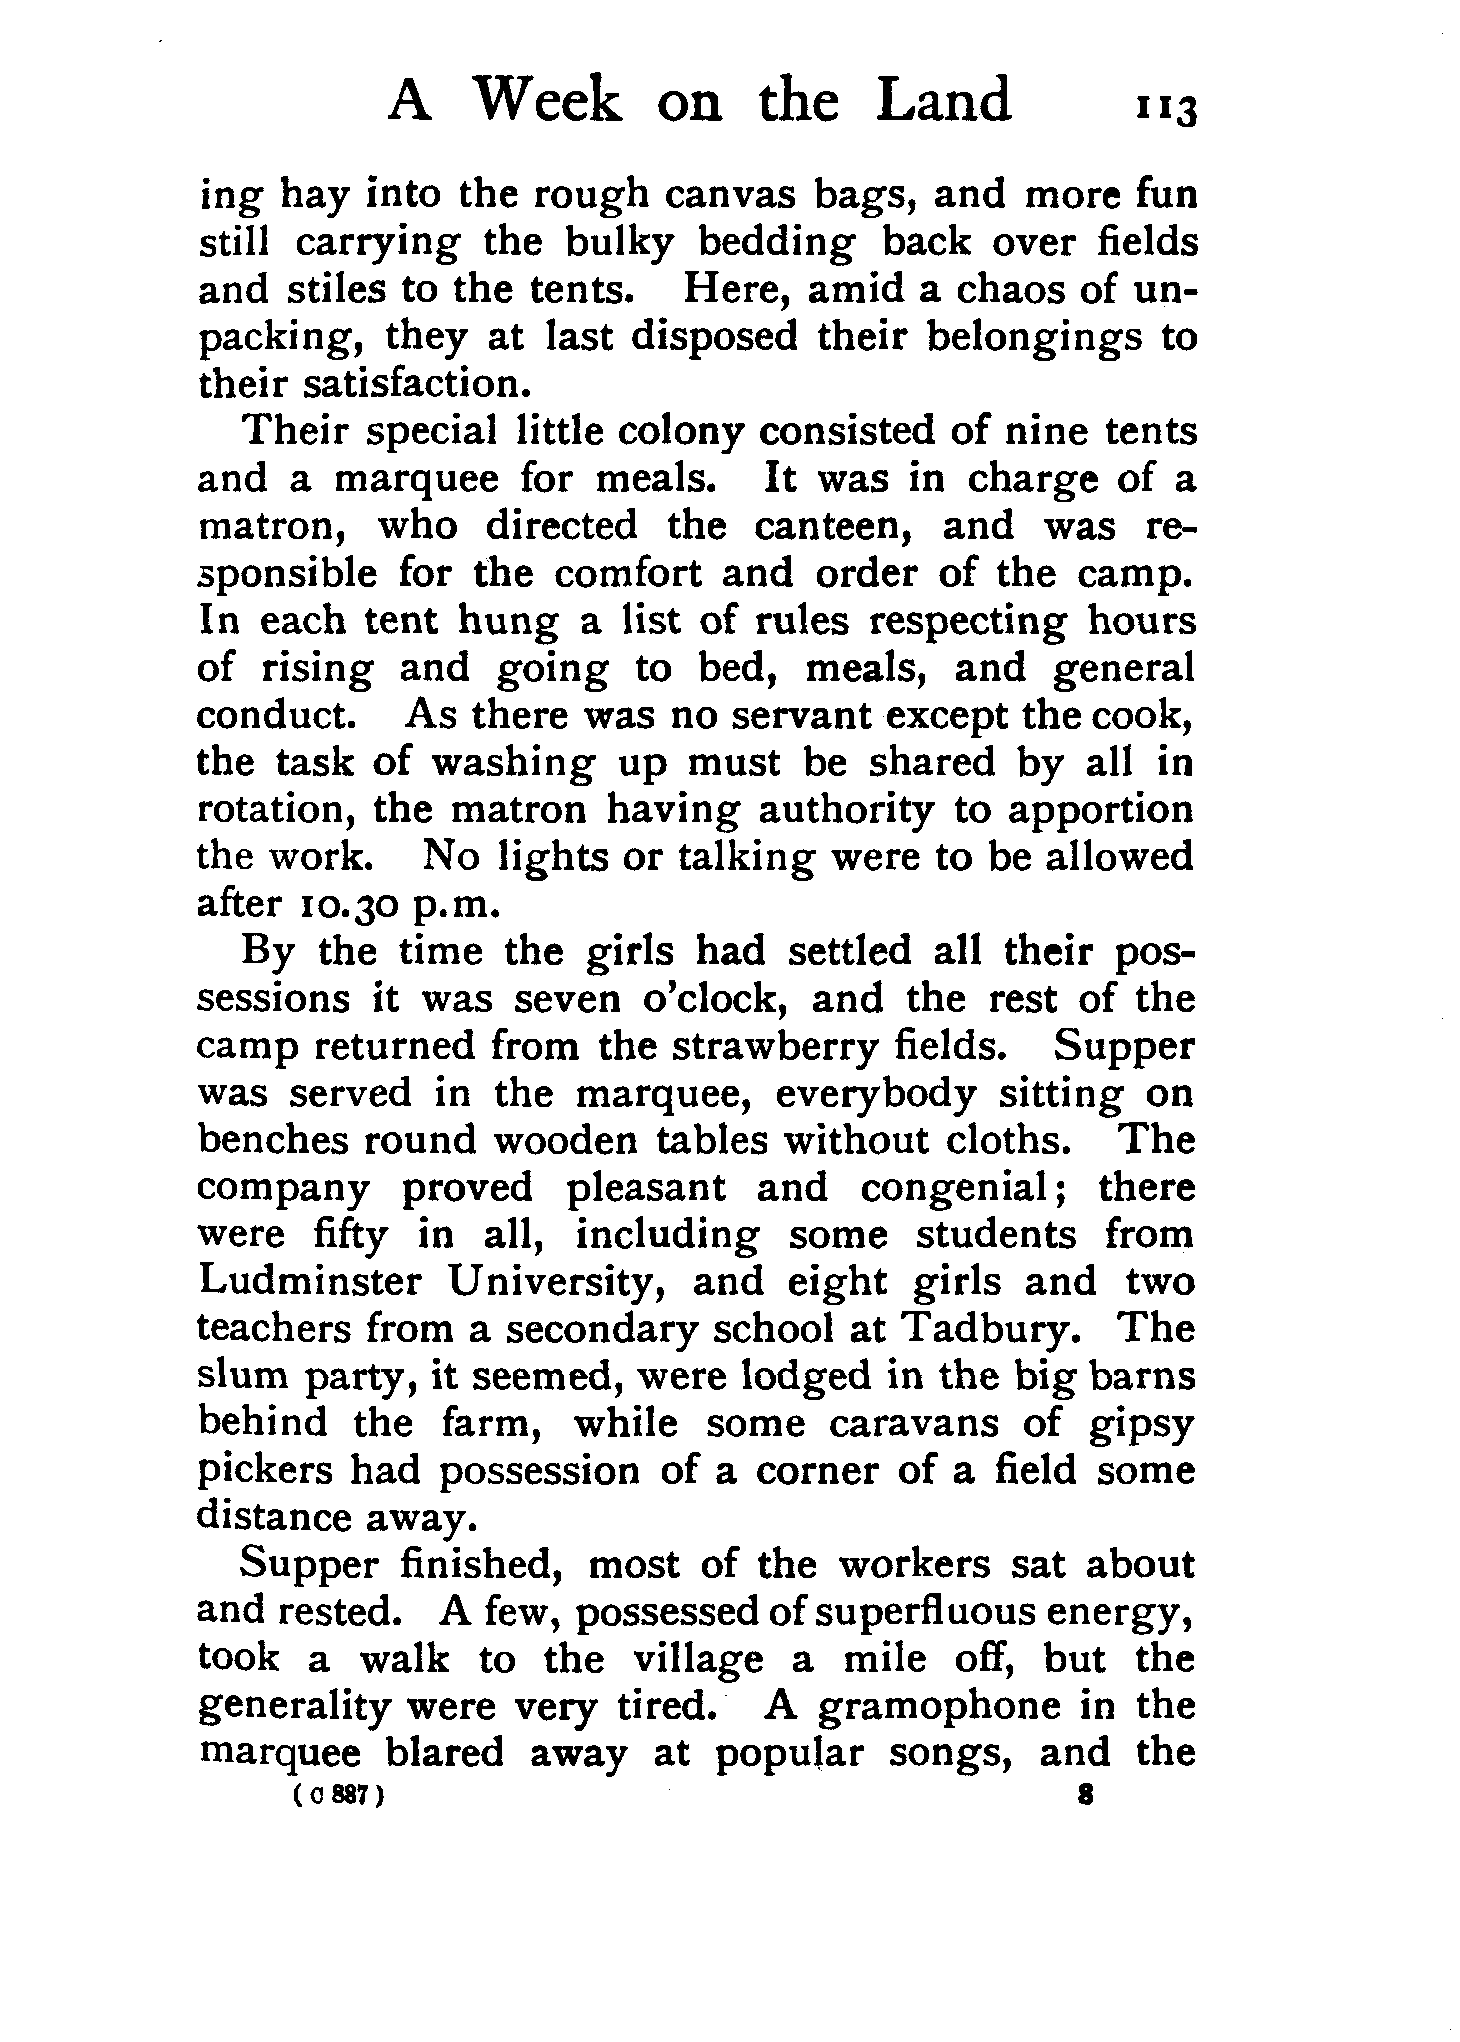 A Week on the Land 113
ing hay into the rough canvas bags, and more fun
still carrying the bulky bedding back over fields
and stiles to the tents. Here, amid a chaos of un-
packing, they at last disposed their belongings to
their satisfaction.
Their special little colony consisted of nine tents
and a marquee for meals. It was in charge of a
matron, who directed the canteen, and was re-
sponsible for the comfort and order of the camp.
In each tent hung a list of rules respecting hours
of rising and going to bed, meals, and general
conduct. As there was no servant except the cook,
the task of washing up must be shared by all in
rotation, the matron having authority to apportion
the work. No lights or talking were to be allowed
after 10.30 p.m.
By the time the girls had settled all their pos-
sessions it was seven o'clock, and the rest of the
camp returned from the strawberry fields. Supper
was served in the marquee, everybody sitting on
benches round wooden tables without cloths. The
company proved pleasant and congenial; there
were fifty in all, including some students from
Ludminster University, and eight girls and two
teachers from a secondary school at Tadbury. The
slum party, it seemed, were lodged in the big barns
behind the farm, while some caravans of gipsy
pickers had possession of a corner of a field some
distance away.
Supper finished, most of the workers sat about
and rested. A few, possessed of superfluous energy,
took a walk to the village a mile off, but the
generality were very tired. A gramophone in the
marquee blared away at popular songs, and the
(C 887) 8